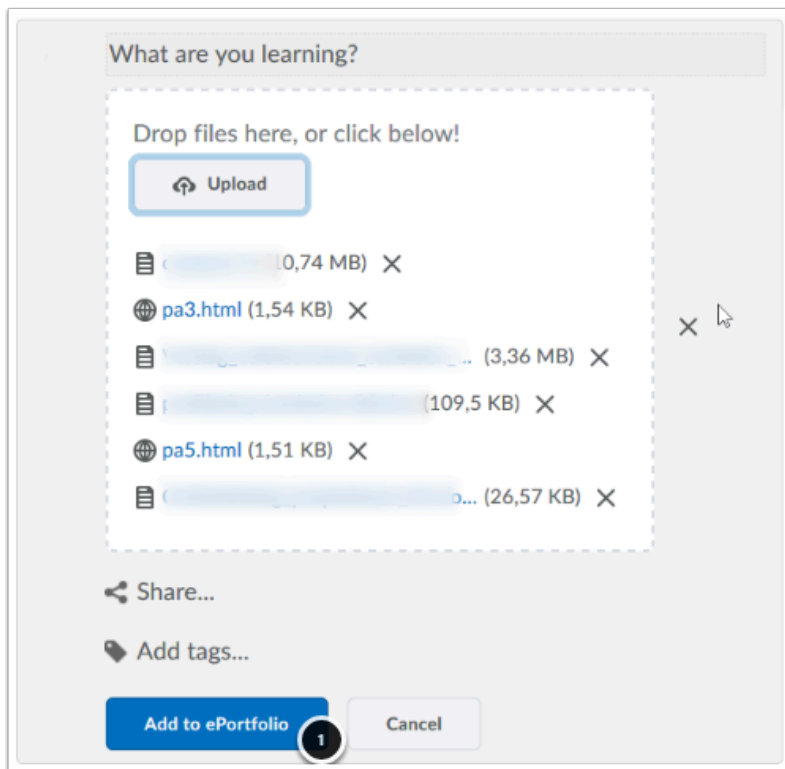 What are you learning?
Drop files here, or click below!
Upload
0,74 MB)
pa3.html (1,54 KB)
... (3,36 MB)
(109,5 KB)
pa5.html (1,51 KB)
o... (26,57 KB)
Share...
Add tags...
Add to ePortfolio
1
Cancel